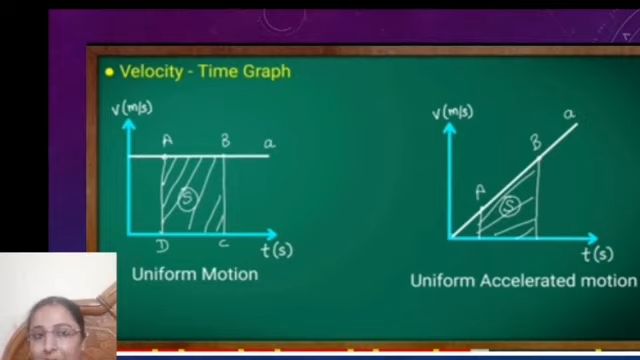 ● Velocity - Time Graph
V(m/s)
A
B
a
S
D
C
t(s)
Uniform Motion
V(m/s)
a
B
A
S
t(s)
Uniform Accelerated motion